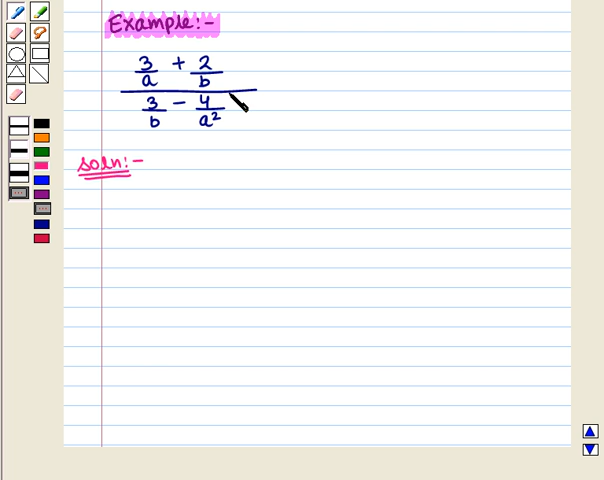 Example:-
3/a + 2/b
3/b - 4/a²
soln:-